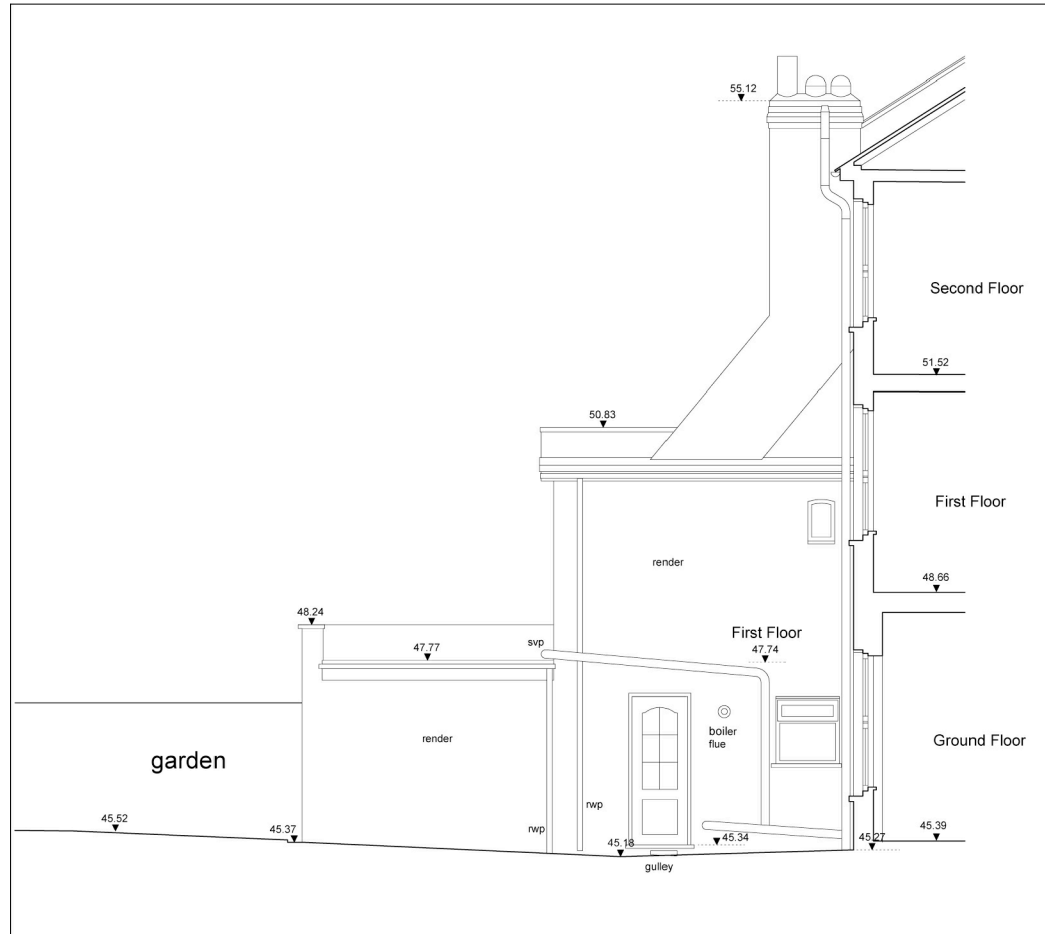 55.12
Second Floor
51.52
50.83
First Floor
render
48.66
48.24
First Floor
svp
47.77
47.74
render
boiler
flue
Ground Floor
garden
rwp
45.52
45.37
rwp
45.18
45.34
45.27
45.39
gulley